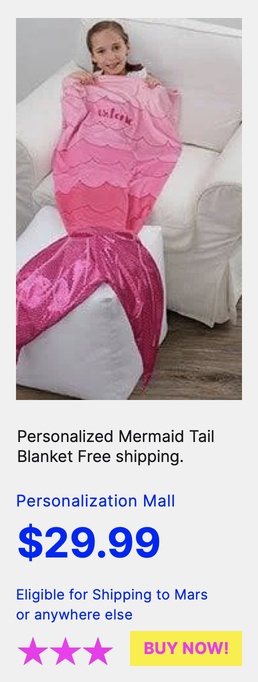 Personalized Mermaid Tail
Blanket Free shipping.
Personalization Mall
$29.99
Eligible for Shipping to Mars
or anywhere else
BUY NOW!